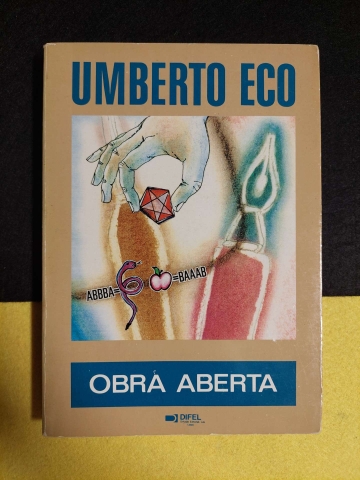 UMBERTO ECO
ABBBA= =BAAAB
OBRA ABERTA
DIFEL